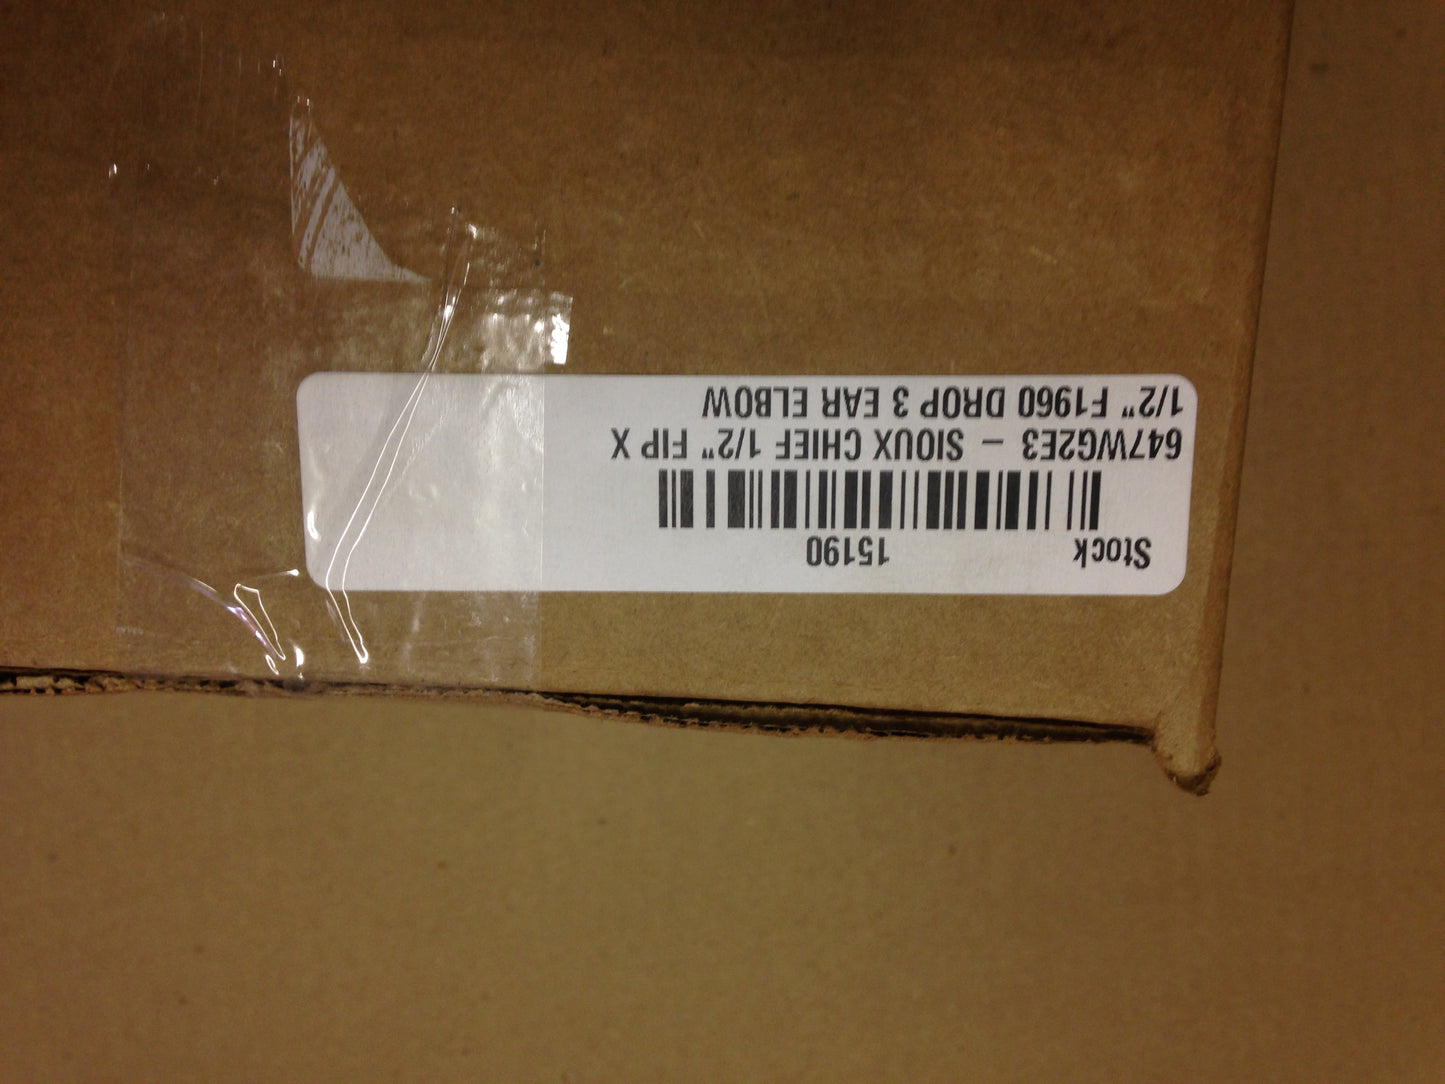 Stock 15190
647WG2E3 – SIOUX CHIEF 1/2" FIP X
1/2" F1960 DROP 3 EAR ELBOW